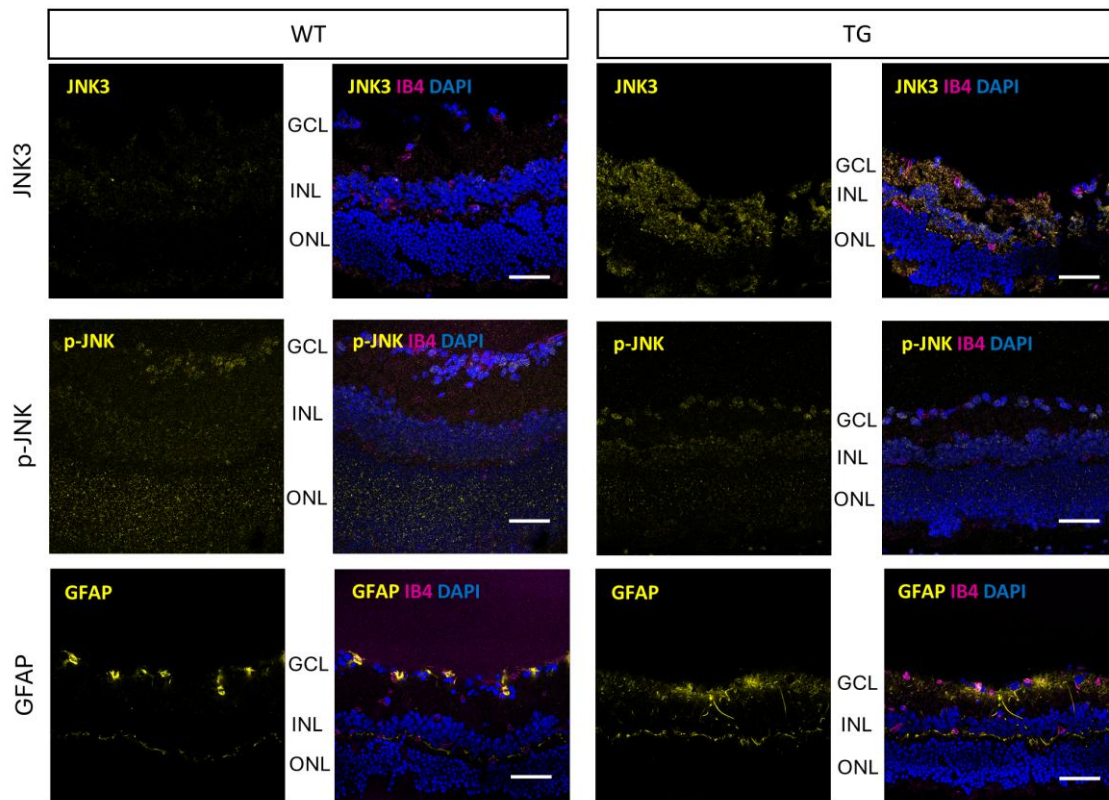 WT
TG
JNK3
JNK3
JNK3 IB4 DAPI
GCL
INL
ONL
JNK3
JNK3 IB4 DAPI
GCL
INL
ONL
p-JNK
p-JNK
p-JNK IB4 DAPI
GCL
INL
ONL
p-JNK
p-JNK IB4 DAPI
GCL
INL
ONL
GFAP
GFAP
GFAP IB4 DAPI
GCL
INL
ONL
GFAP
GFAP IB4 DAPI
GCL
INL
ONL